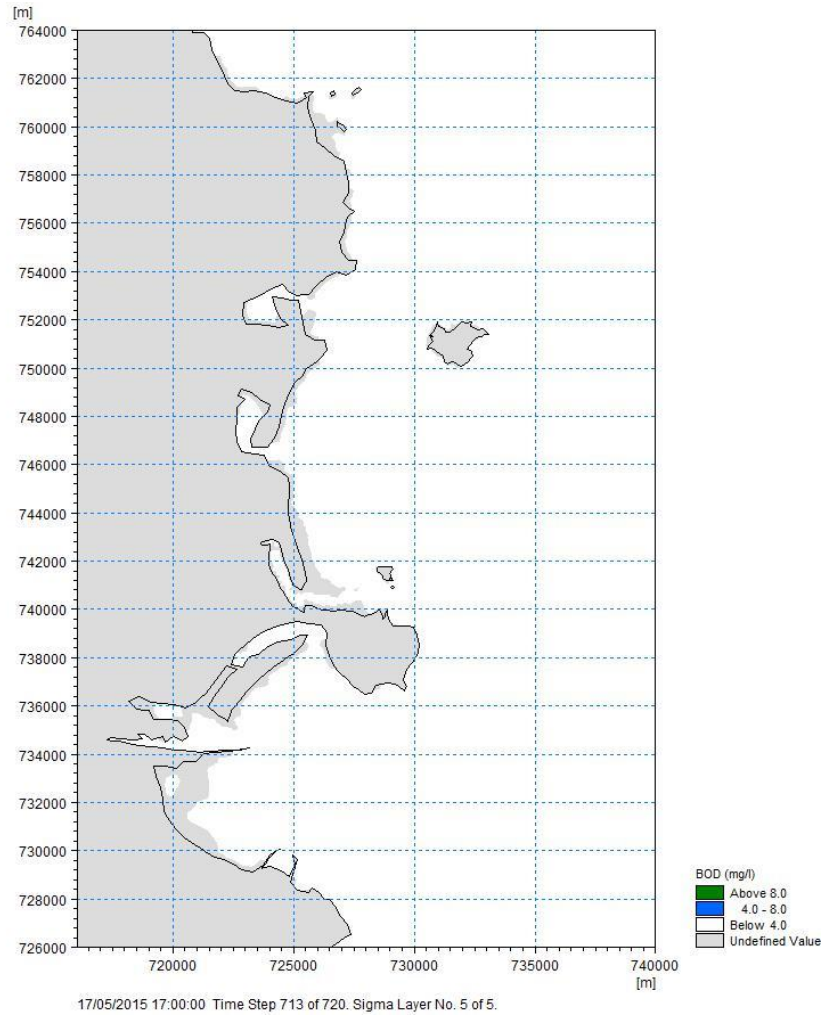 [m]
764000
762000
760000
758000
756000
754000
752000
750000
748000
746000
744000
742000
740000
738000
736000
734000
732000
730000
728000
726000
720000 725000 730000 735000 740000
[m]
BOD (mg/l)
Above 8.0
4.0 - 8.0
Below 4.0
Undefined Value
17/05/2015 17:00:00 Time Step 713 of 720. Sigma Layer No. 5 of 5.